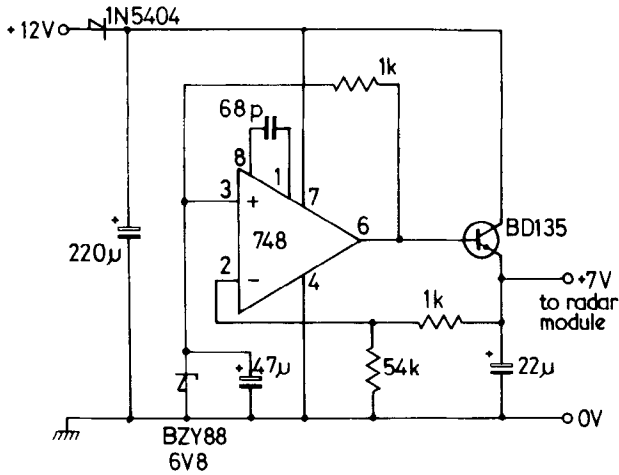 1N5404
+12V
1k
68p
8
1
7
3
+
748
6
BD135
2
−
4
+
220μ
+7V
to radar
module
1k
+
47μ
54k
+
22μ
0V
BZY88
6V8